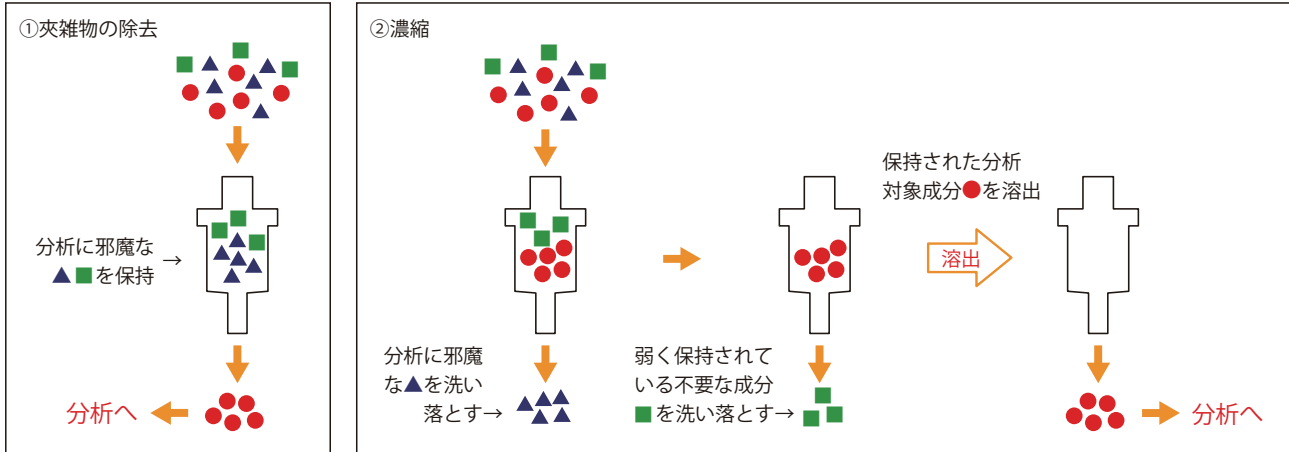 ①夾雑物の除去
分析に邪魔な
▲■を保持 →
分析へ
②濃縮
分析に邪魔
な▲を洗い
落とす→
弱く保持されて
いる不要な成分
■を洗い落とす→
保持された分析
対象成分●を溶出
溶出
分析へ